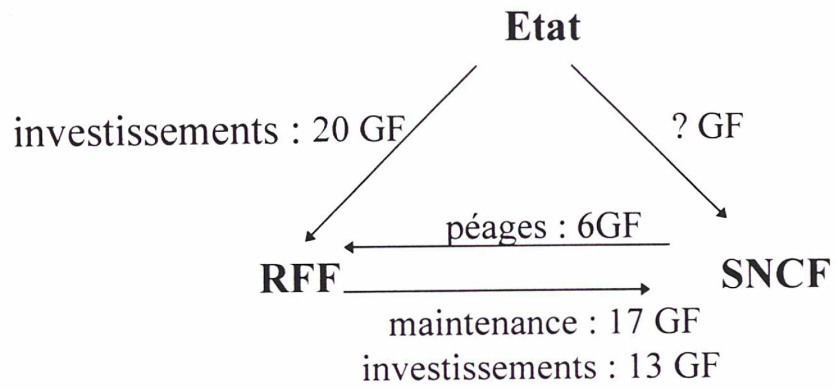 Etat
investissements : 20 GF
? GF
péages : 6GF
RFF
SNCF
maintenance : 17 GF
investissements : 13 GF